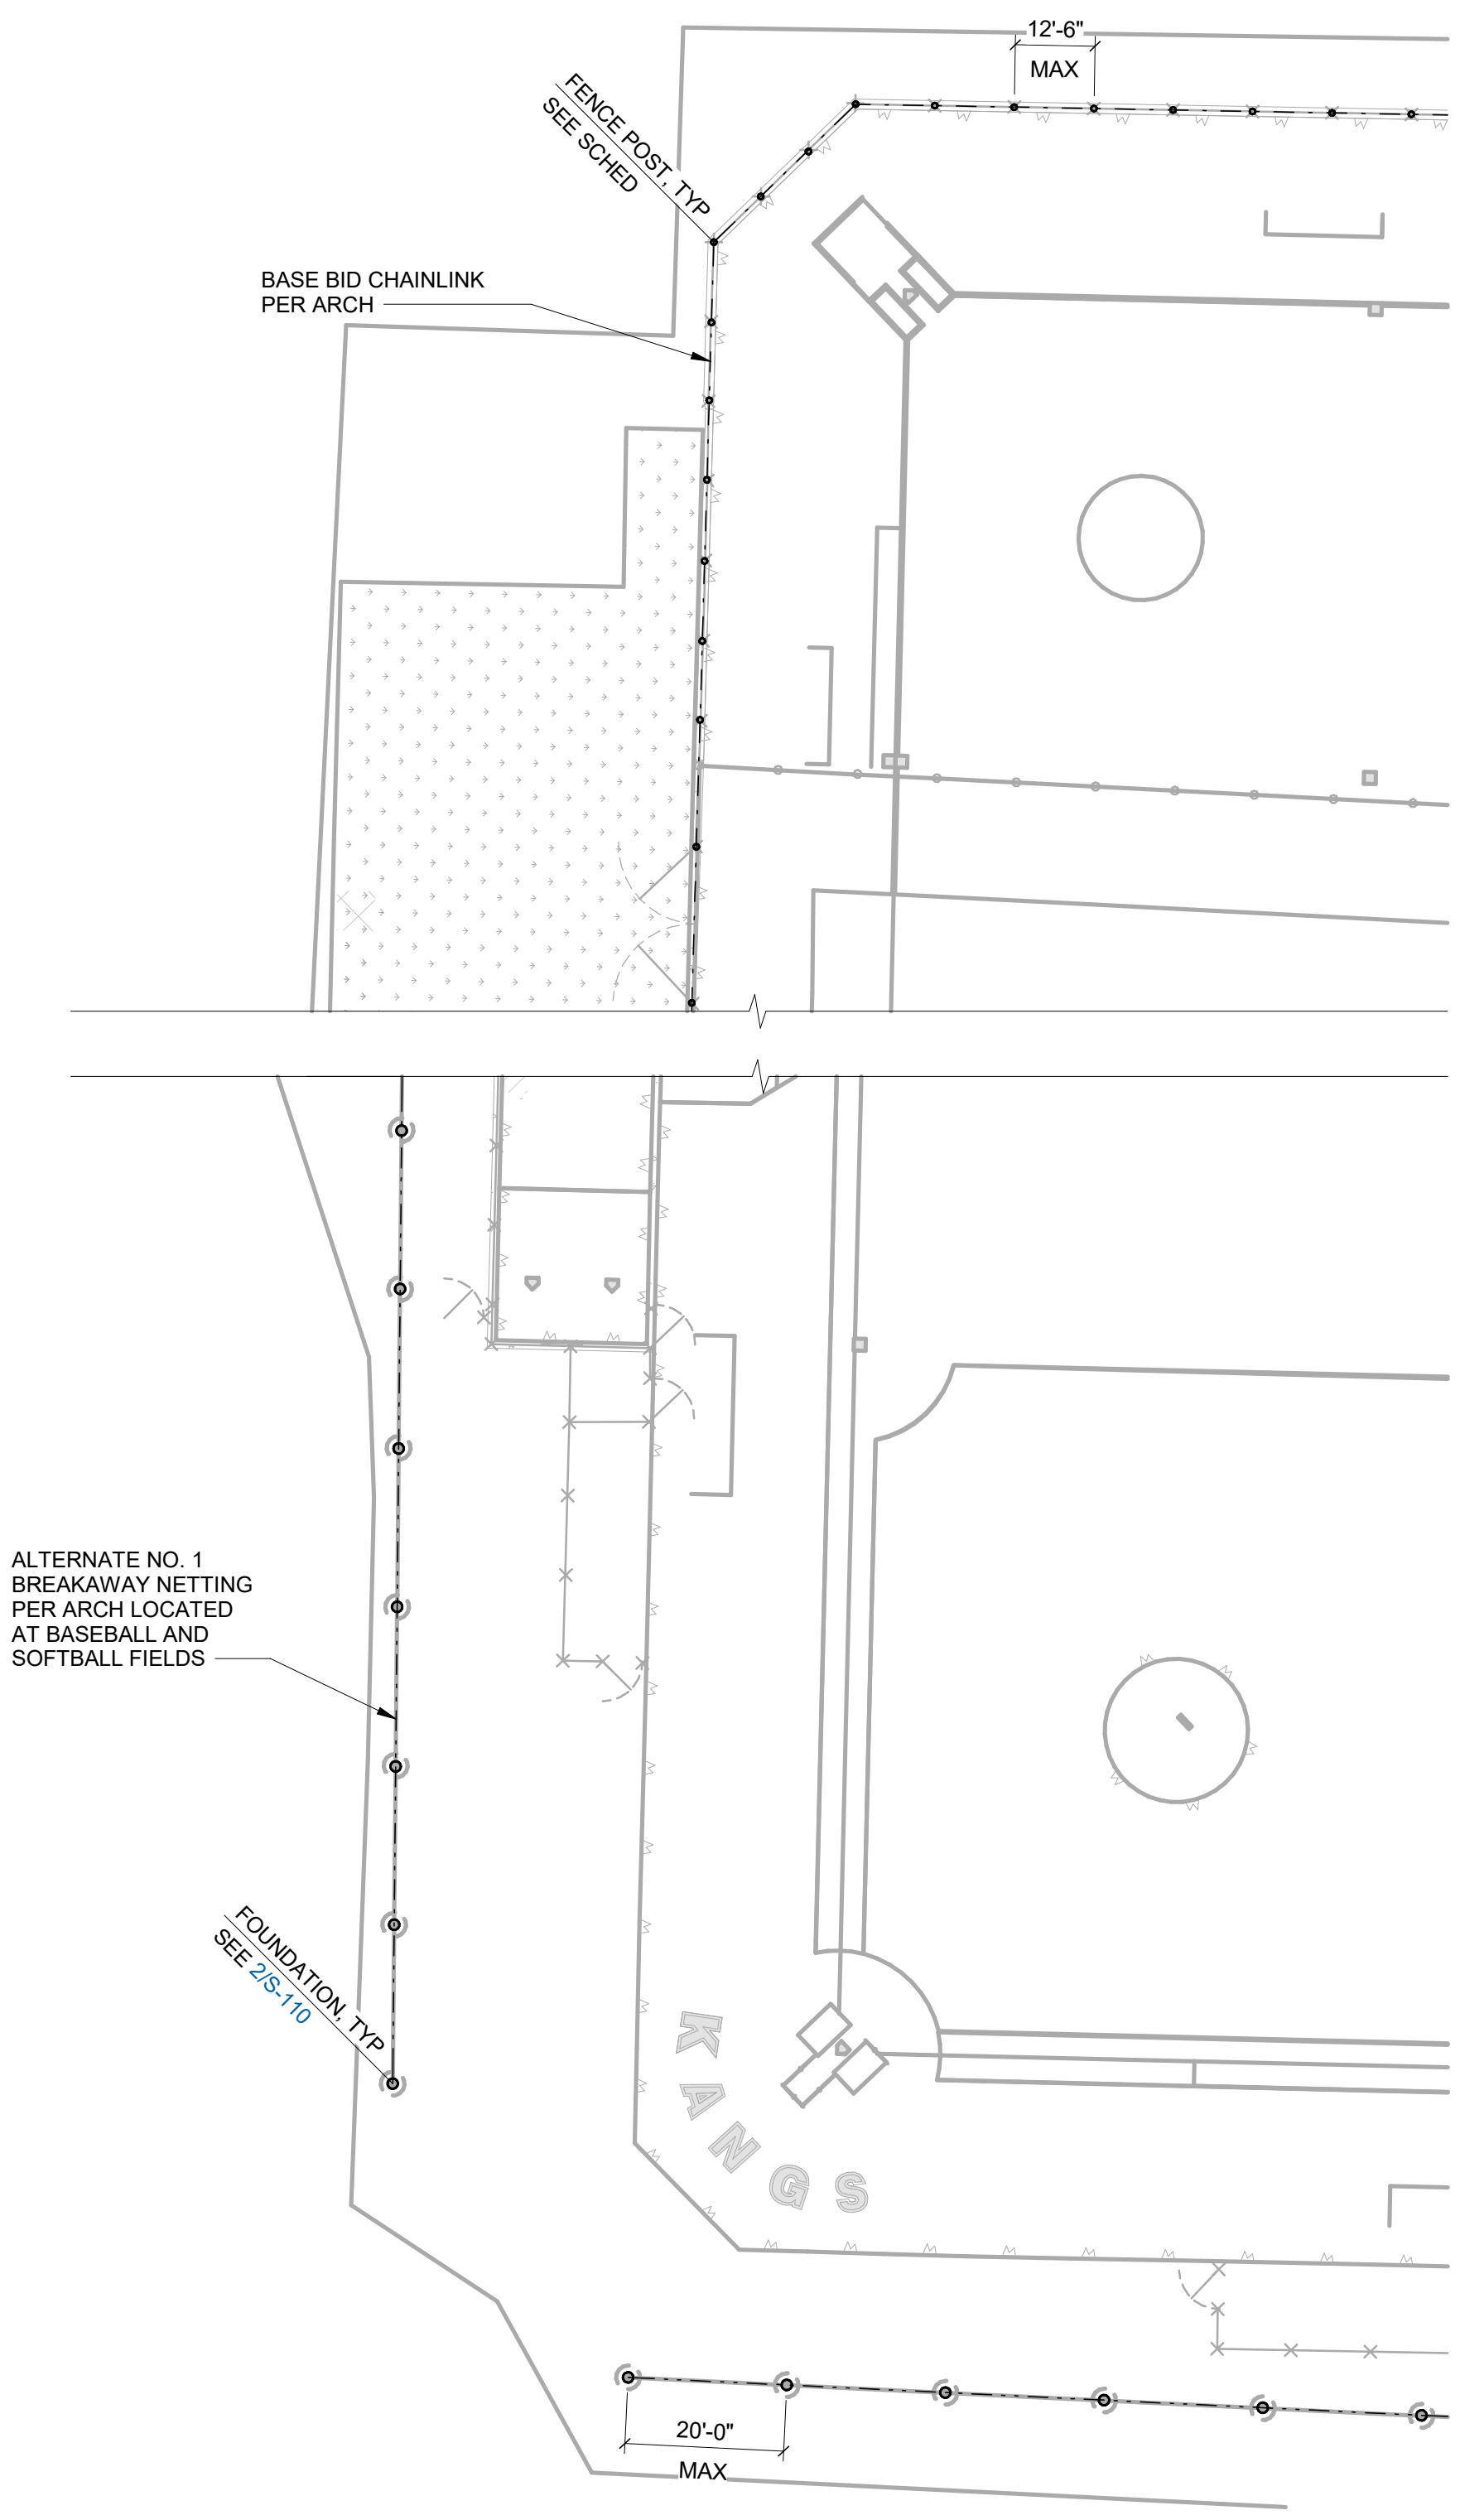 12'-6"
MAX
FENCE POST, TYP
SEE SCHED
BASE BID CHAINLINK
PER ARCH
ALTERNATE NO. 1
BREAKAWAY NETTING
PER ARCH LOCATED
AT BASEBALL AND
SOFTBALL FIELDS
FOUNDATION, TYP
SEE 2/S-110
KANGS
20'-0"
MAX